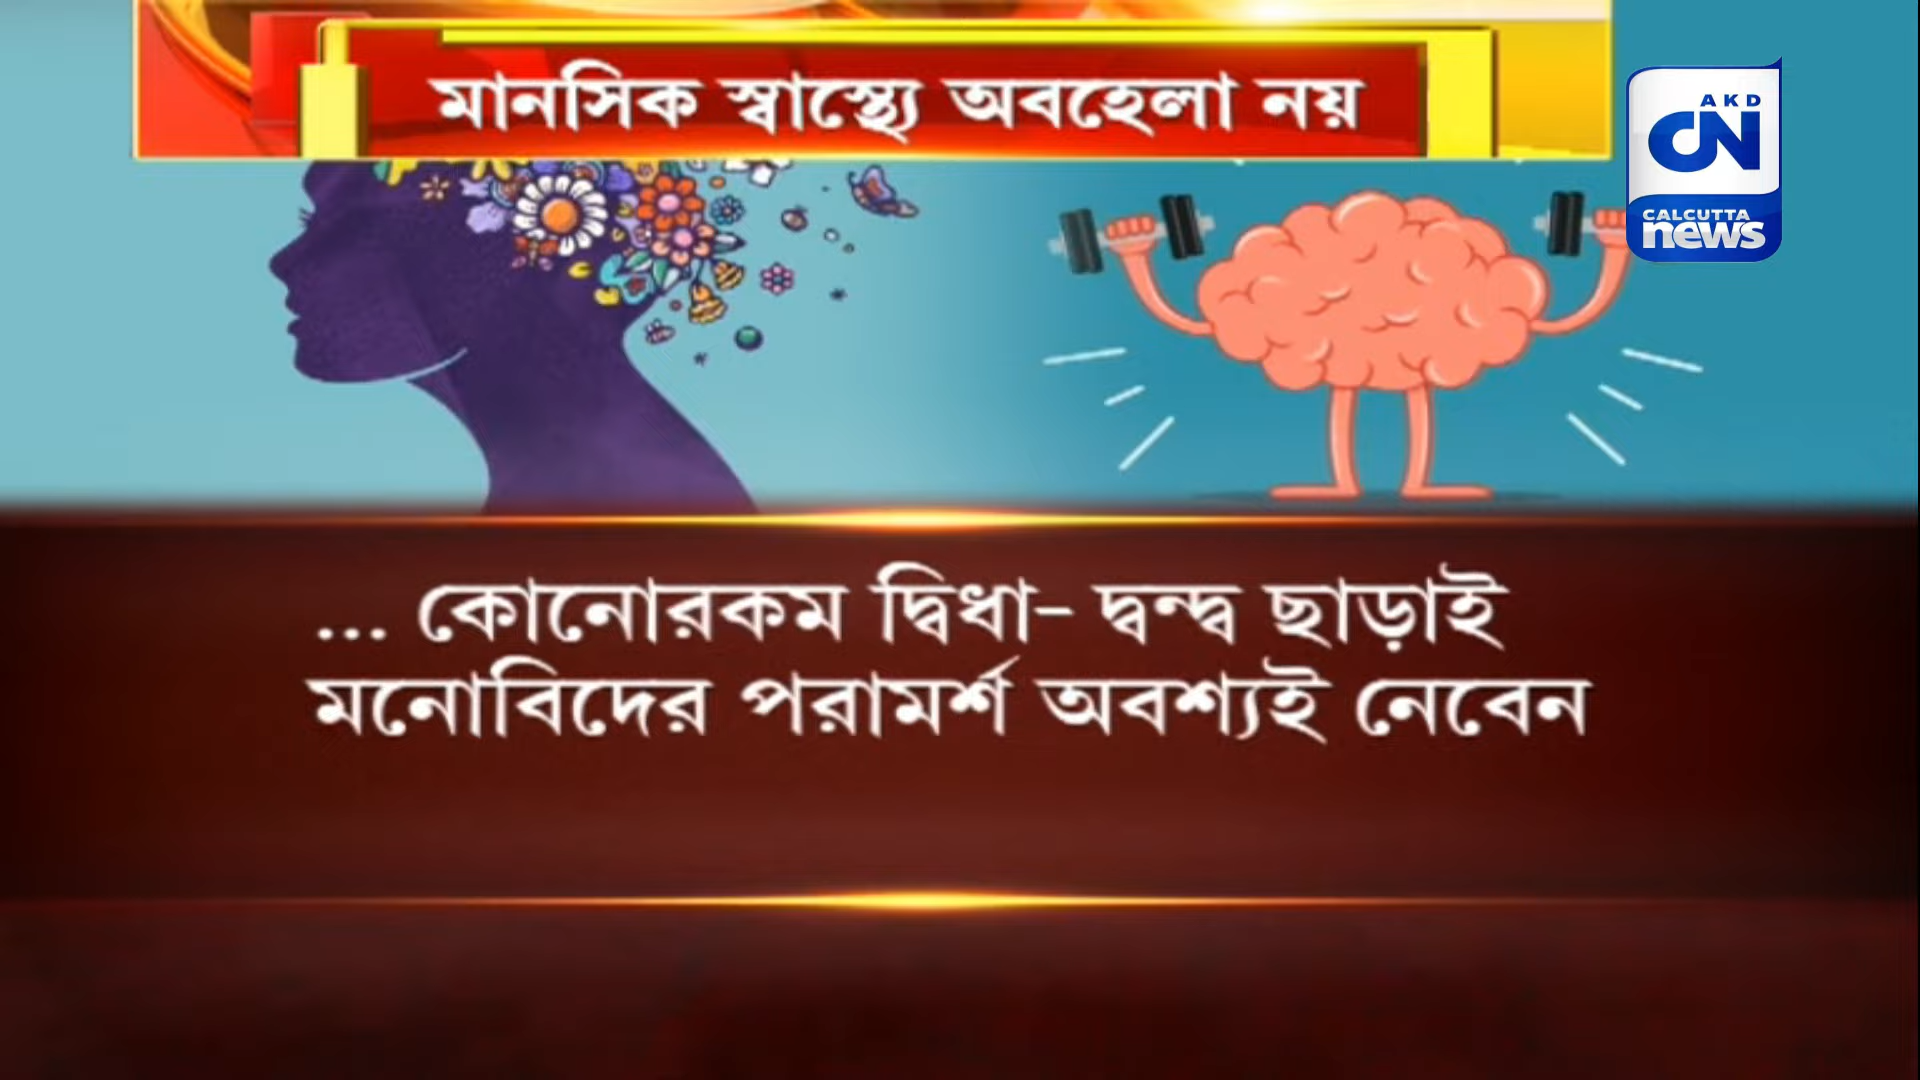 মানসিক স্বাস্থ্যে অবহেলা নয়
AKD
CN
CALCUTTA
news
... কোনোরকম দ্বিধা- দ্বন্দ্ব ছাড়াই
মনোবিদের পরামর্শ অবশ্যই নেবেন